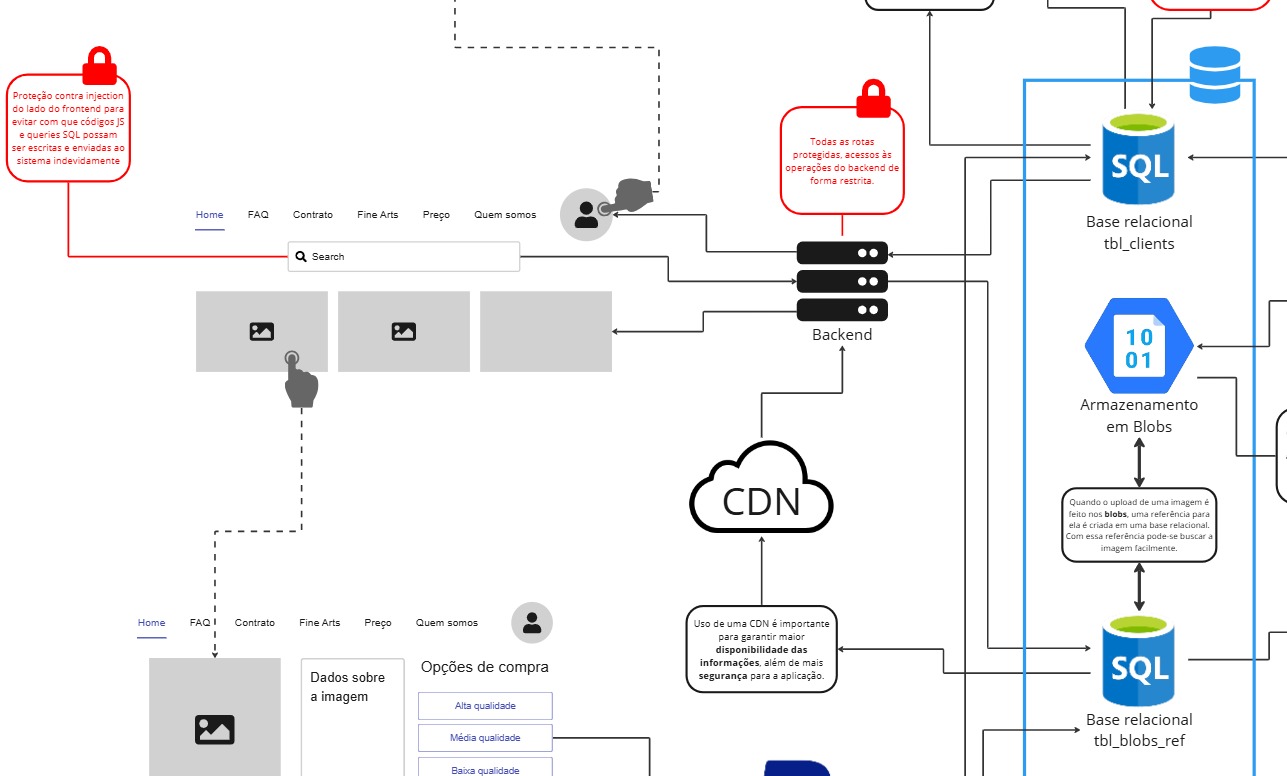 Proteção contra injection
do lado do frontend para
evitar com que códigos JS
e queries SQL possam
ser escritas e enviadas ao
sistema indevidamente
Todas as rotas
protegidas, acessos às
operações do backend de
forma restrita.
SQL
Base relacional
tbl_clients
Home FAQ Contrato Fine Arts Preço Quem somos
Search
Backend
10
01
Armazenamento
em Blobs
CDN
Quando o upload de uma imagem é
feito nos blobs, uma referência para
ela é criada em uma base relacional.
Com essa referência pode-se buscar a
imagem facilmente.
Uso de uma CDN é importante
para garantir maior
disponibilidade das
informações, além de mais
segurança para a aplicação.
SQL
Base relacional
tbl_blobs_ref
Home FAQ Contrato Fine Arts Preço Quem somos
Dados sobre
a imagem
Opções de compra
Alta qualidade
Média qualidade
Baixa qualidade